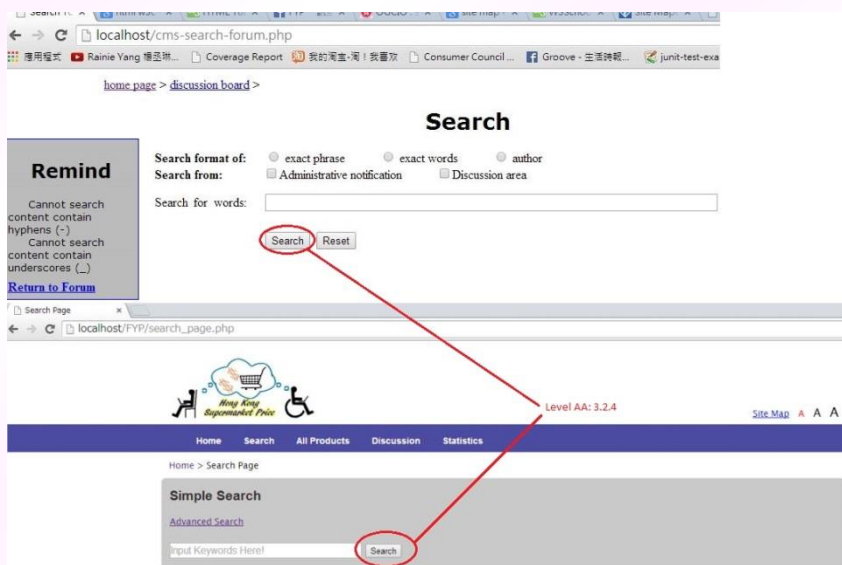 localhost/cms-search-forum.php
應用程式 Rainie Yang 楊丞琳... Coverage Report 我的淘宝-淘！我喜欢 Consumer Council ... Groove - 生活誌報... junit-test-exa
home page > discussion board >
Search
Remind
Cannot search
content contain
hyphens (-)
Cannot search
content contain
underscores (_)
Return to Forum
Search format of: exact phrase exact words author
Search from: Administrative notification Discussion area
Search for words:
Search Reset
Search Page
localhost/FYP/search_page.php
Hong Kong
Supermarket Price
Level AA: 3.2.4
Site Map A A A
Home Search All Products Discussion Statistics
Home > Search Page
Simple Search
Advanced Search
Input Keywords Here! Search